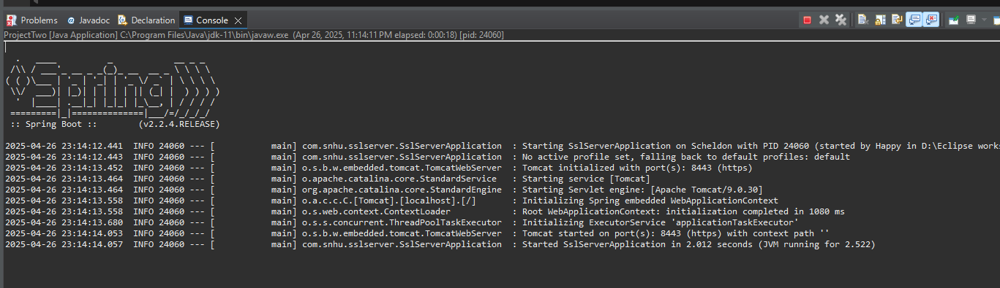 Problems @ Javadoc Declaration Console
ProjectTwo [Java Application] C:\Program Files\Java\jdk-11\bin\javaw.exe (Apr 26, 2025, 11:14:11 PM elapsed: 0:00:18) [pid: 24060]
  .   ____          _            __ _ _
 /\\ / ___'_ __ _ _(_)_ __  __ _ \ \ \ \
( ( )\___ | '_ | '_| | '_ \/ _` | \ \ \ \
 \\/  ___)| |_)| | | | | || (_| |  ) ) ) )
  '  |____| .__|_| |_|_| |_\__, | / / / /
 =========|_|==============|___/=/_/_/_/
 :: Spring Boot ::        (v2.2.4.RELEASE)
2025-04-26 23:14:12.441  INFO 24060 --- [           main] com.snhu.sslserver.SslServerApplication  : Starting SslServerApplication on Scheldon with PID 24060 (started by Happy in D:\Eclipse works
2025-04-26 23:14:12.443  INFO 24060 --- [           main] com.snhu.sslserver.SslServerApplication  : No active profile set, falling back to default profiles: default
2025-04-26 23:14:13.452  INFO 24060 --- [           main] o.s.b.w.embedded.tomcat.TomcatWebServer  : Tomcat initialized with port(s): 8443 (https)
2025-04-26 23:14:13.464  INFO 24060 --- [           main] o.apache.catalina.core.StandardService   : Starting service [Tomcat]
2025-04-26 23:14:13.464  INFO 24060 --- [           main] org.apache.catalina.core.StandardEngine  : Starting Servlet engine: [Apache Tomcat/9.0.30]
2025-04-26 23:14:13.558  INFO 24060 --- [           main] o.a.c.c.C.[Tomcat].[localhost].[/]       : Initializing Spring embedded WebApplicationContext
2025-04-26 23:14:13.558  INFO 24060 --- [           main] o.s.web.context.ContextLoader            : Root WebApplicationContext: initialization completed in 1080 ms
2025-04-26 23:14:13.680  INFO 24060 --- [           main] o.s.s.concurrent.ThreadPoolTaskExecutor  : Initializing ExecutorService 'applicationTaskExecutor'
2025-04-26 23:14:14.053  INFO 24060 --- [           main] o.s.b.w.embedded.tomcat.TomcatWebServer  : Tomcat started on port(s): 8443 (https) with context path ''
2025-04-26 23:14:14.057  INFO 24060 --- [           main] com.snhu.sslserver.SslServerApplication  : Started SslServerApplication in 2.012 seconds (JVM running for 2.522)